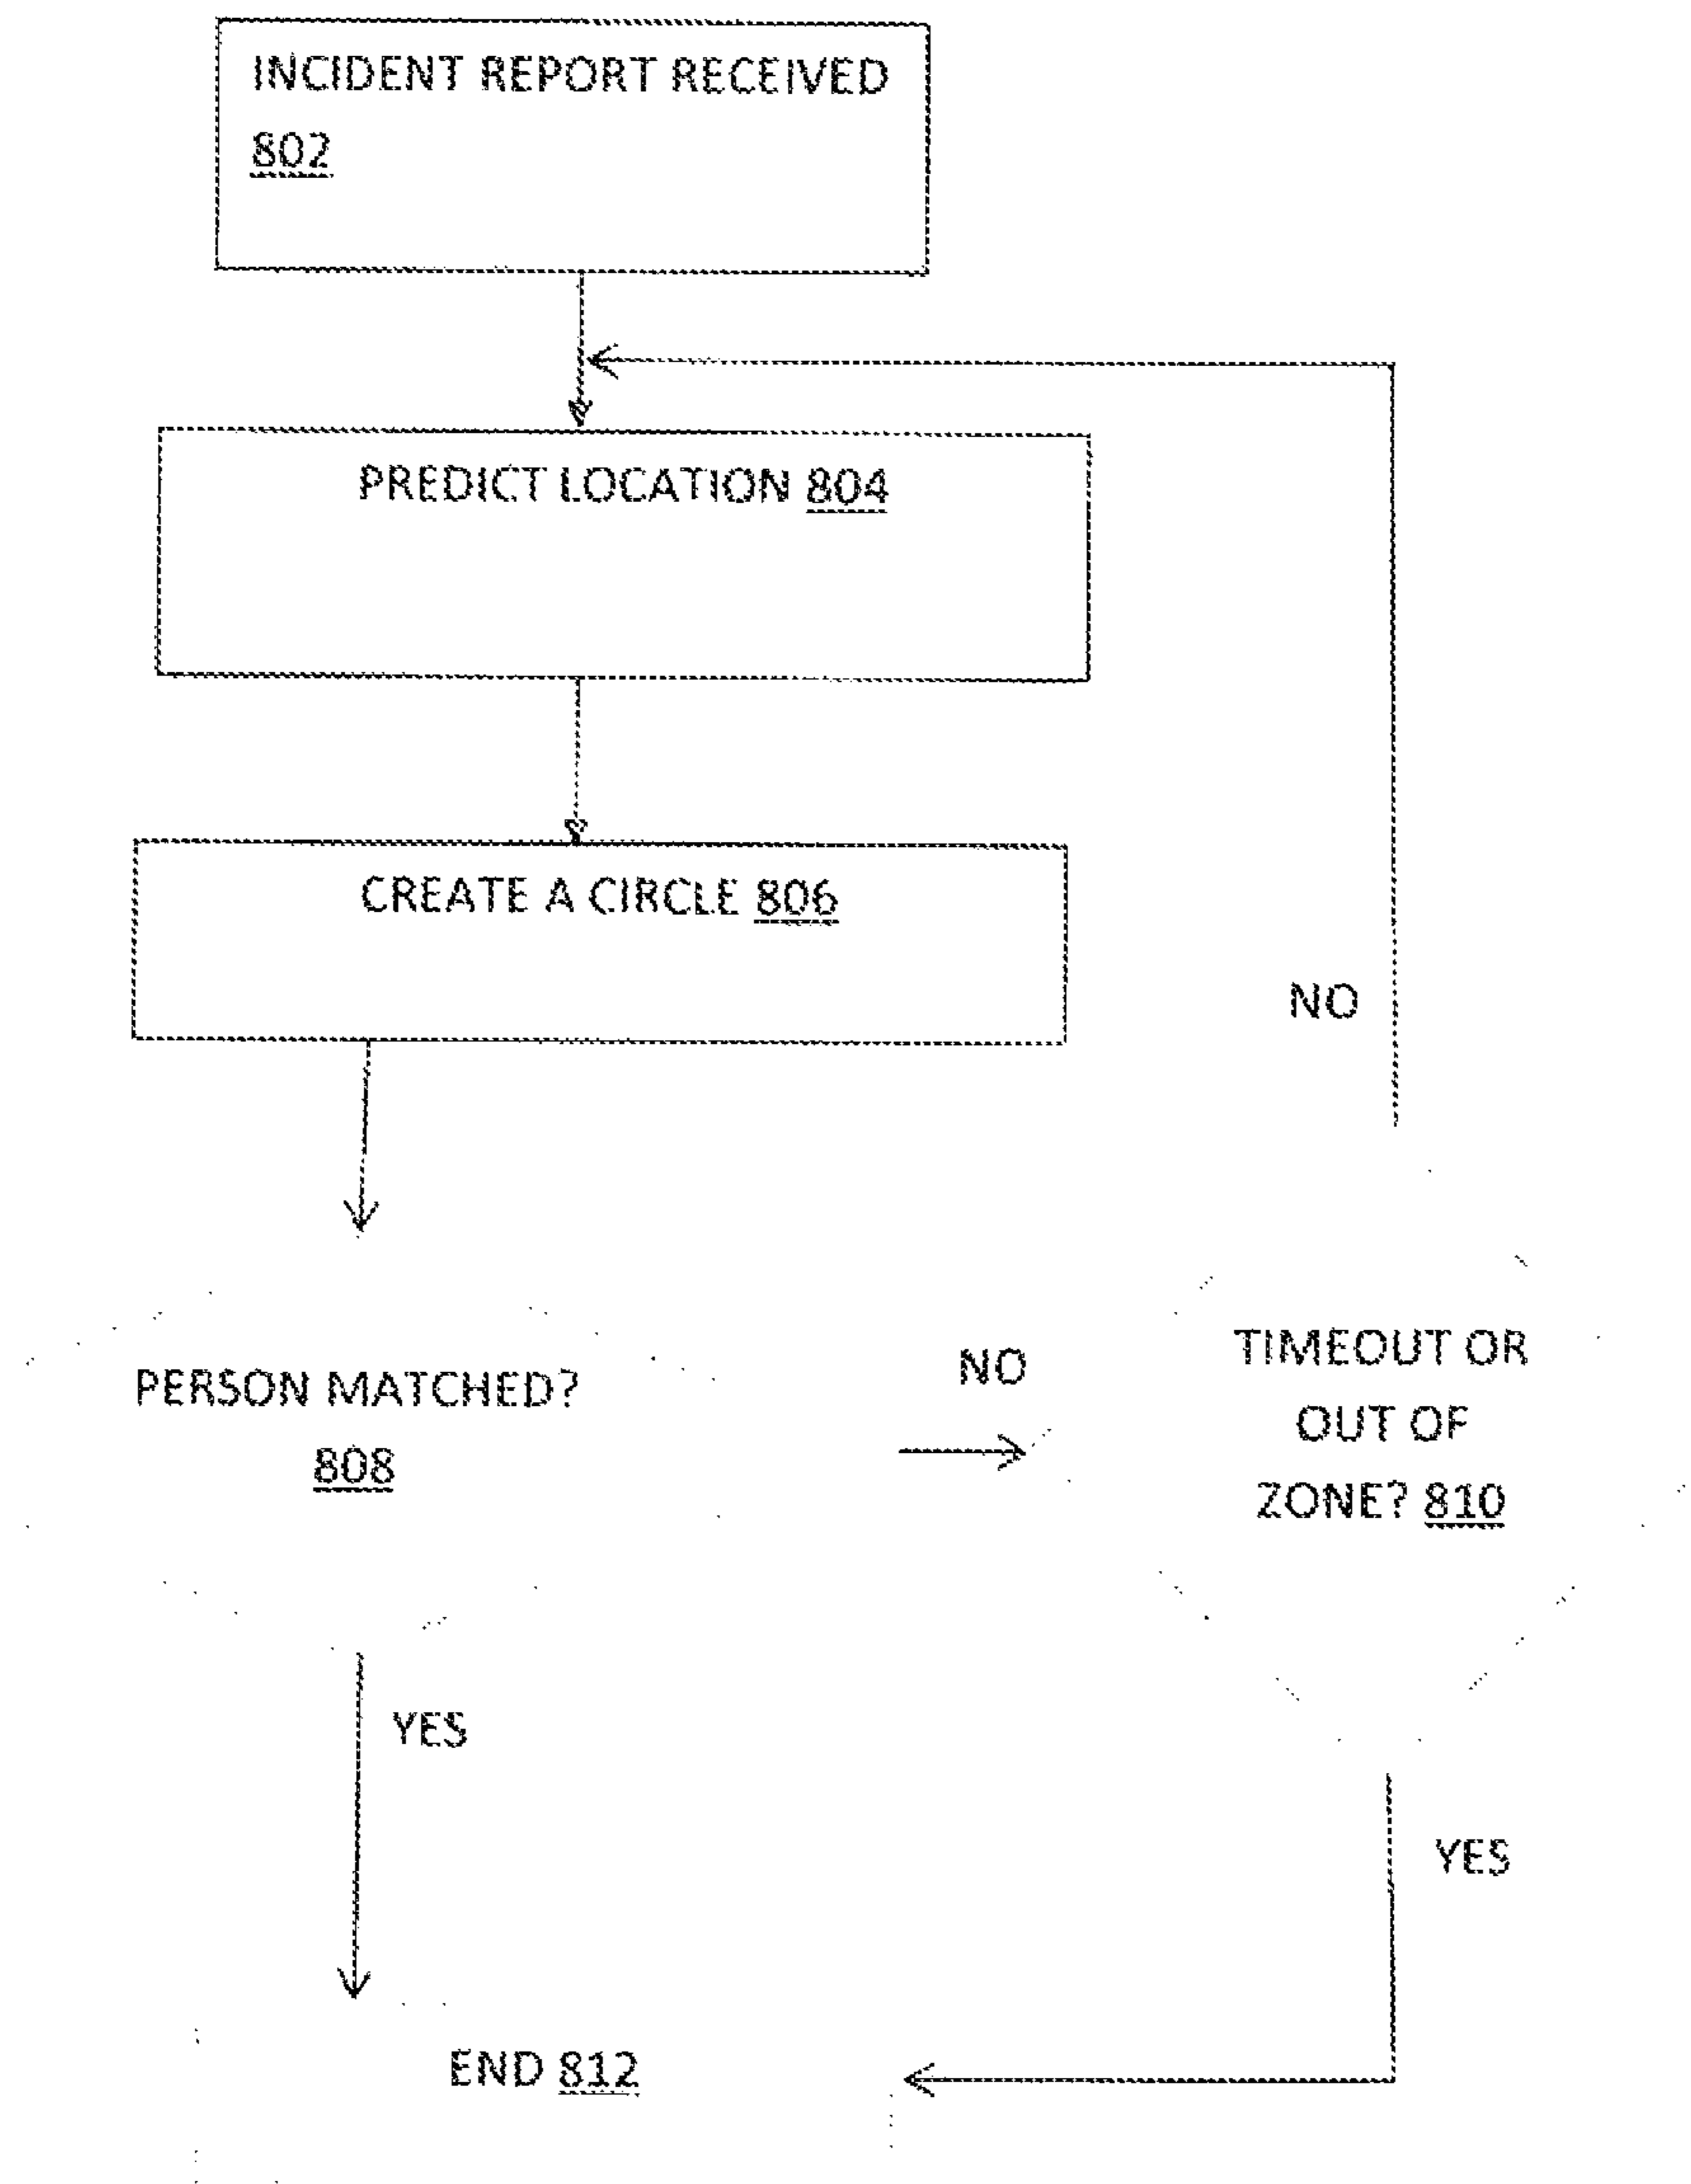 INCIDENT REPORT RECEIVED
802
PREDICT LOCATION 804
CREATE A CIRCLE 806
NO
PERSON MATCHED?
808
NO
TIMEOUT OR
OUT OF
ZONE? 810
YES
YES
END 812